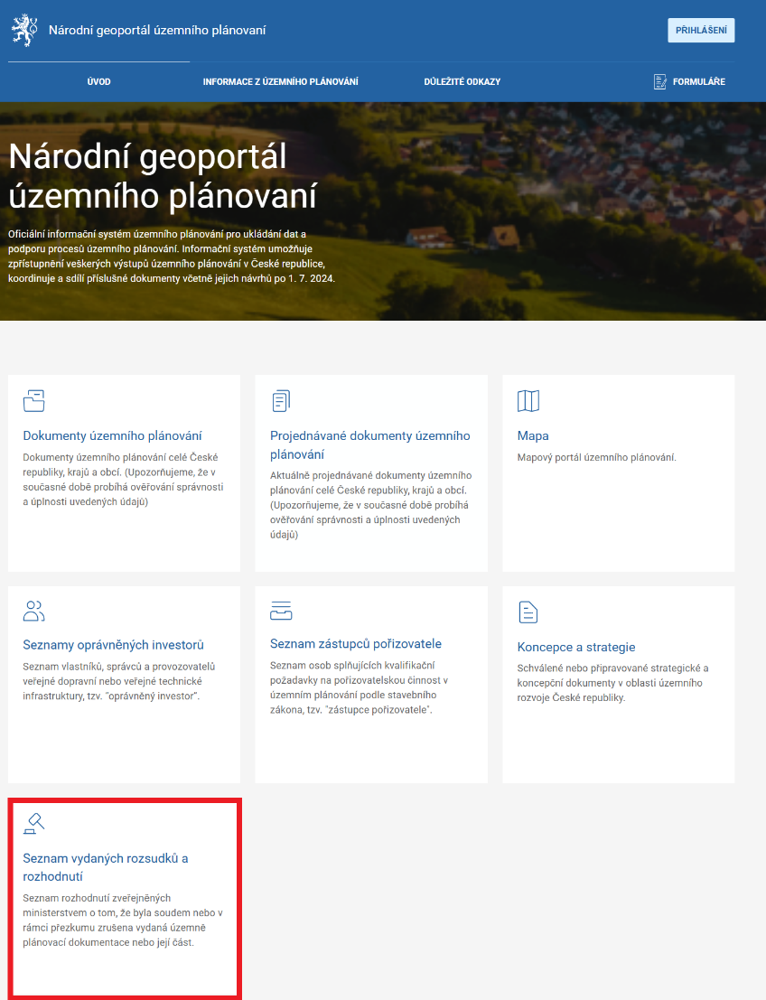 Národní geoportál územního plánovaní
PŘIHLÁŠENÍ
ÚVOD
INFORMACE Z ÚZEMNÍHO PLÁNOVÁNÍ
DŮLEŽITÉ ODKAZY
FORMULÁŘE
Národní geoportál
územního plánovaní
Oficiální informační systém územního plánování pro ukládání dat a
podporu procesů územního plánování. Informační systém umožňuje
zpřístupnění veškerých výstupů územního plánování v České republice,
koordinuje a sdílí příslušné dokumenty včetně jejich návrhů po 1. 7. 2024.
Dokumenty územního plánování
Dokumenty územního plánování celé České
republiky, krajů a obcí. (Upozorňujeme, že v
současné době probíhá ověřování správnosti
a úplnosti uvedených údajů)
Projednávané dokumenty územního
plánování
Aktuálně projednávané dokumenty územního
plánování celé České republiky, krajů a obcí.
(Upozorňujeme, že v současné době probíhá
ověřování správnosti a úplnosti uvedených
údajů)
Mapa
Mapový portál územního plánování.
Seznamy oprávněných investorů
Seznam vlastníků, správců a provozovatelů
veřejné dopravní nebo veřejné technické
infrastruktury, tzv. "oprávněný investor".
Seznam zástupců pořizovatele
Seznam osob splňujících kvalifikační
požadavky na pořizovatelskou činnost v
územním plánování podle stavebního
zákona, tzv. "zástupce pořizovatele".
Koncepce a strategie
Schválené nebo připravované strategické a
koncepční dokumenty v oblasti územního
rozvoje České republiky.
Seznam vydaných rozsudků a
rozhodnutí
Seznam rozhodnutí zveřejněných
ministerstvem o tom, že byla soudem nebo v
rámci přezkumu zrušena vydaná územně
plánovací dokumentace nebo její část.